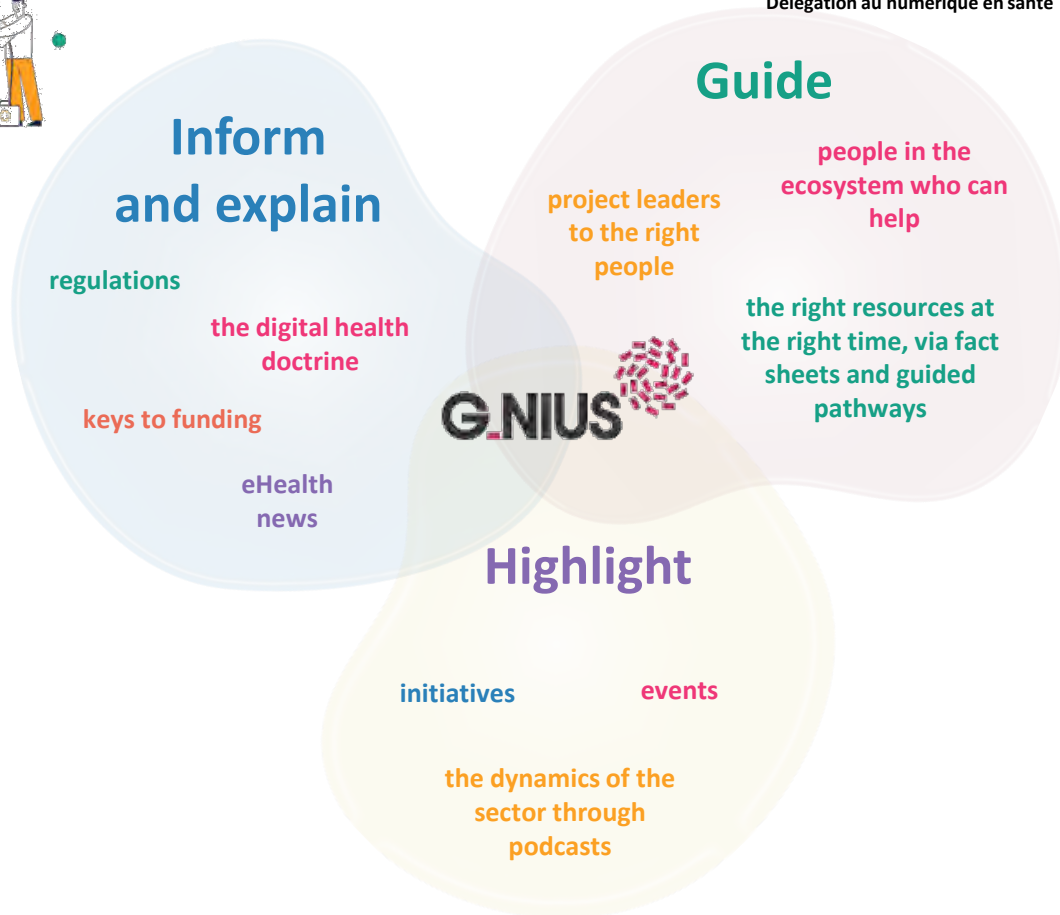 Délégation au numérique en santé
Inform
and explain
regulations
the digital health
doctrine
keys to funding
eHealth
news
Guide
project leaders
to the right
people
people in the
ecosystem who can
help
the right resources at
the right time, via fact
sheets and guided
pathways
G_NIUS
Highlight
initiatives
events
the dynamics of the
sector through
podcasts